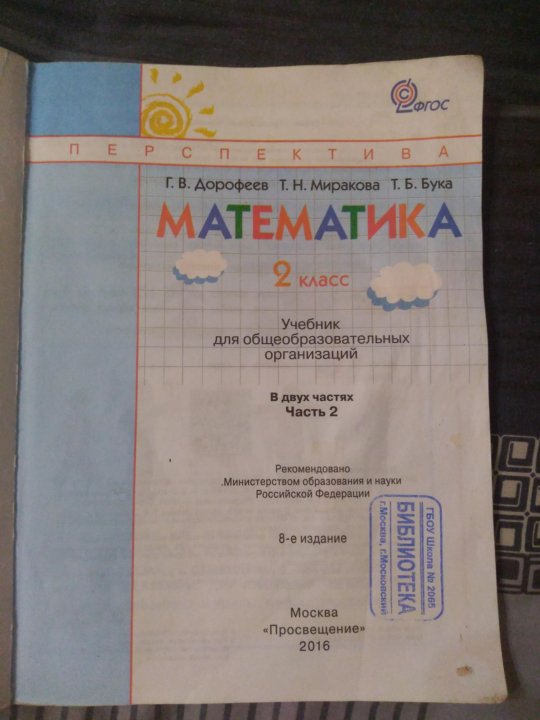 ФГОС
ПЕРСПЕКТИВА
Г. В. Дорофеев Т. Н. Миракова Т. Б. Бука
МАТЕМАТИКА
2 класс
Учебник
для общеобразовательных
организаций
В двух частях
Часть 2
Рекомендовано
Министерством образования и науки
Российской Федерации
8-е издание
ГБОУ Школа № 2065
БИБЛИОТЕКА
г.Москва, г.Московский
Москва
«Просвещение»
2016